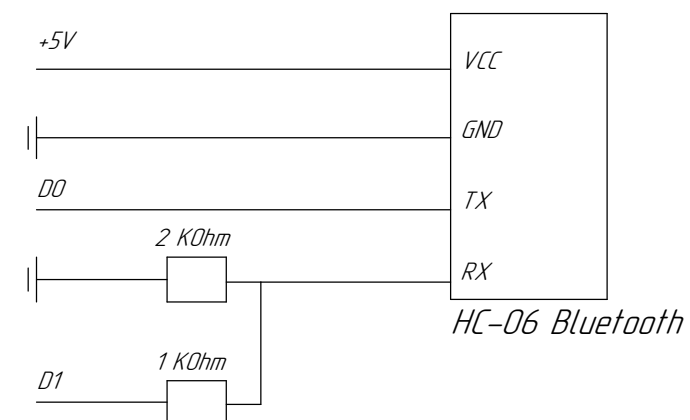 +5V
VCC
GND
D0
TX
2 KOhm
RX
HC-06 Bluetooth
1 KOhm
D1